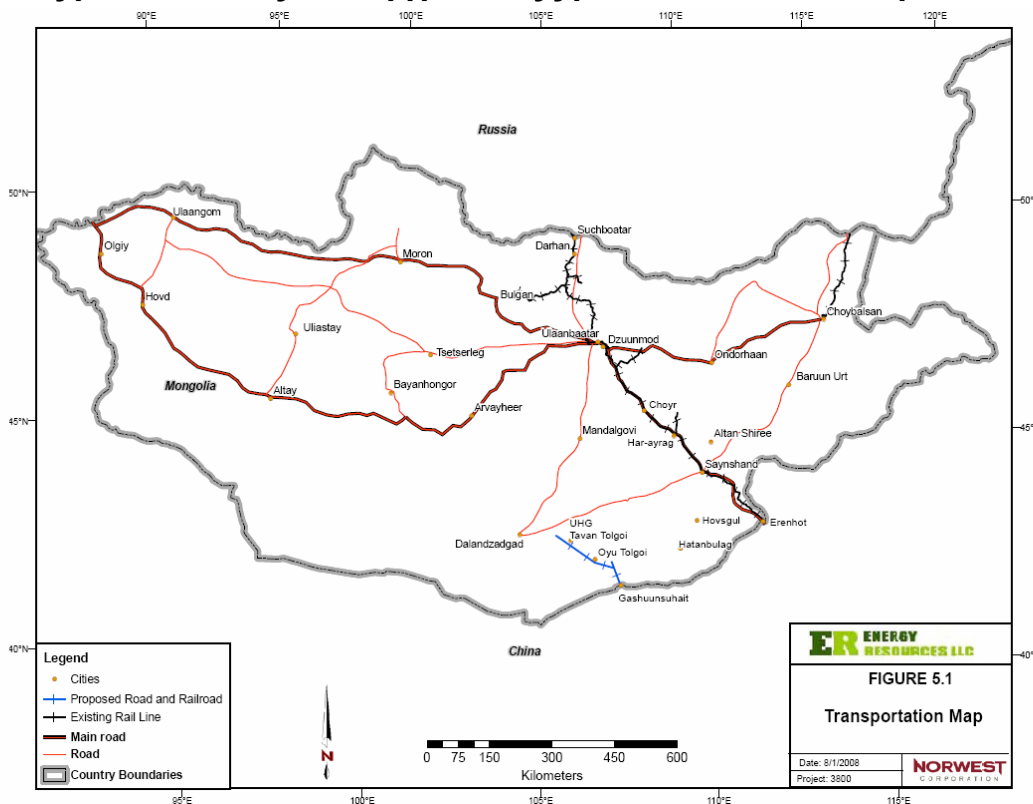 90°E 95°E 100°E 105°E 110°E 115°E 120°E
Russia
50°N
50°N
Ulaangom
Suchboatar
Olgiy
Darhan
Moron
Hovd
Buigan
Choybalsan
Uliastay
Ulaanbaatar
Dzuunmod
Tsetserleg
Ondorhaan
Mongolia
Bayanhongor
Baruun Urt
Altay
Arvayheer
Choyr
45°N
45°N
Mandalgovi
Har-ayrag
Altan Shiree
Saynshand
UHG
Hovsgul
Erenhot
Dalandzadgad
Tavan Tolgoi
Oyu Tolgoi
Hatanbulag
Gashuunsuhait
40°N
China
40°N
Legend
Cities
Proposed Road and Railroad
Existing Rail Line
Main road
Road
Country Boundaries
N
0 75 150 300 450 600
Kilometers
ER ENERGY
RESOURCES LLC
FIGURE 5.1
Transportation Map
Date: 8/1/2008
Project: 3800
NORWEST
CORPORATION
95°E 100°E 105°E 110°E 115°E